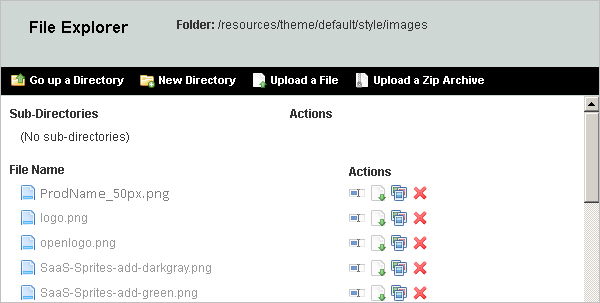 File Explorer
Folder: /resources/theme/default/style/images
Go up a Directory New Directory Upload a File Upload a Zip Archive
Sub-Directories Actions
(No sub-directories)
File Name Actions
ProdName_50px.png
logo.png
openlogo.png
SaaS-Sprites-add-darkgray.png
SaaS-Sprites-add-green.png